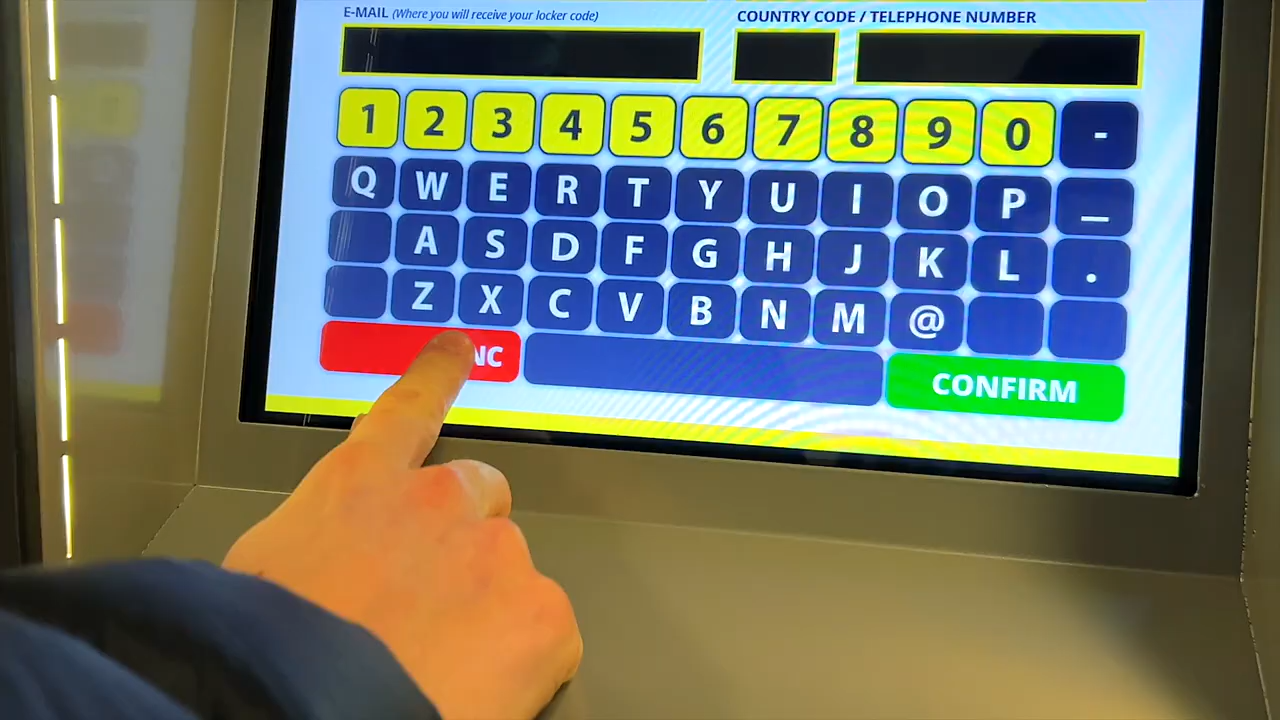 E-MAIL (Where you will receive your locker code)
COUNTRY CODE / TELEPHONE NUMBER
1 2 3 4 5 6 7 8 9 0 -
Q W E R T Y U I O P _
A S D F G H J K L .
Z X C V B N M @
CONFIRM